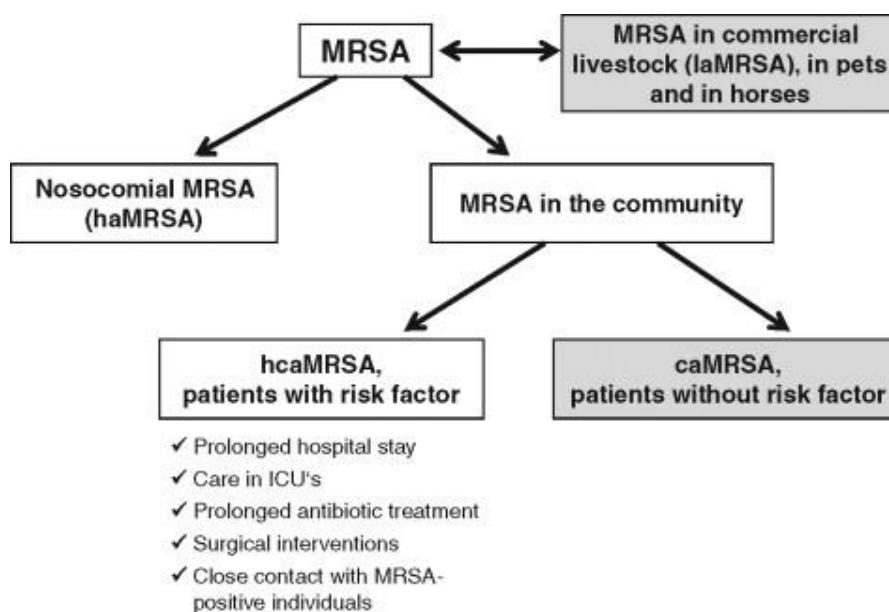 MRSA
MRSA in commercial
livestock (laMRSA), in pets
and in horses
Nosocomial MRSA
(haMRSA)
MRSA in the community
hcaMRSA,
patients with risk factor
caMRSA,
patients without risk factor
✓ Prolonged hospital stay
✓ Care in ICU‘s
✓ Prolonged antibiotic treatment
✓ Surgical interventions
✓ Close contact with MRSA-
positive individuals